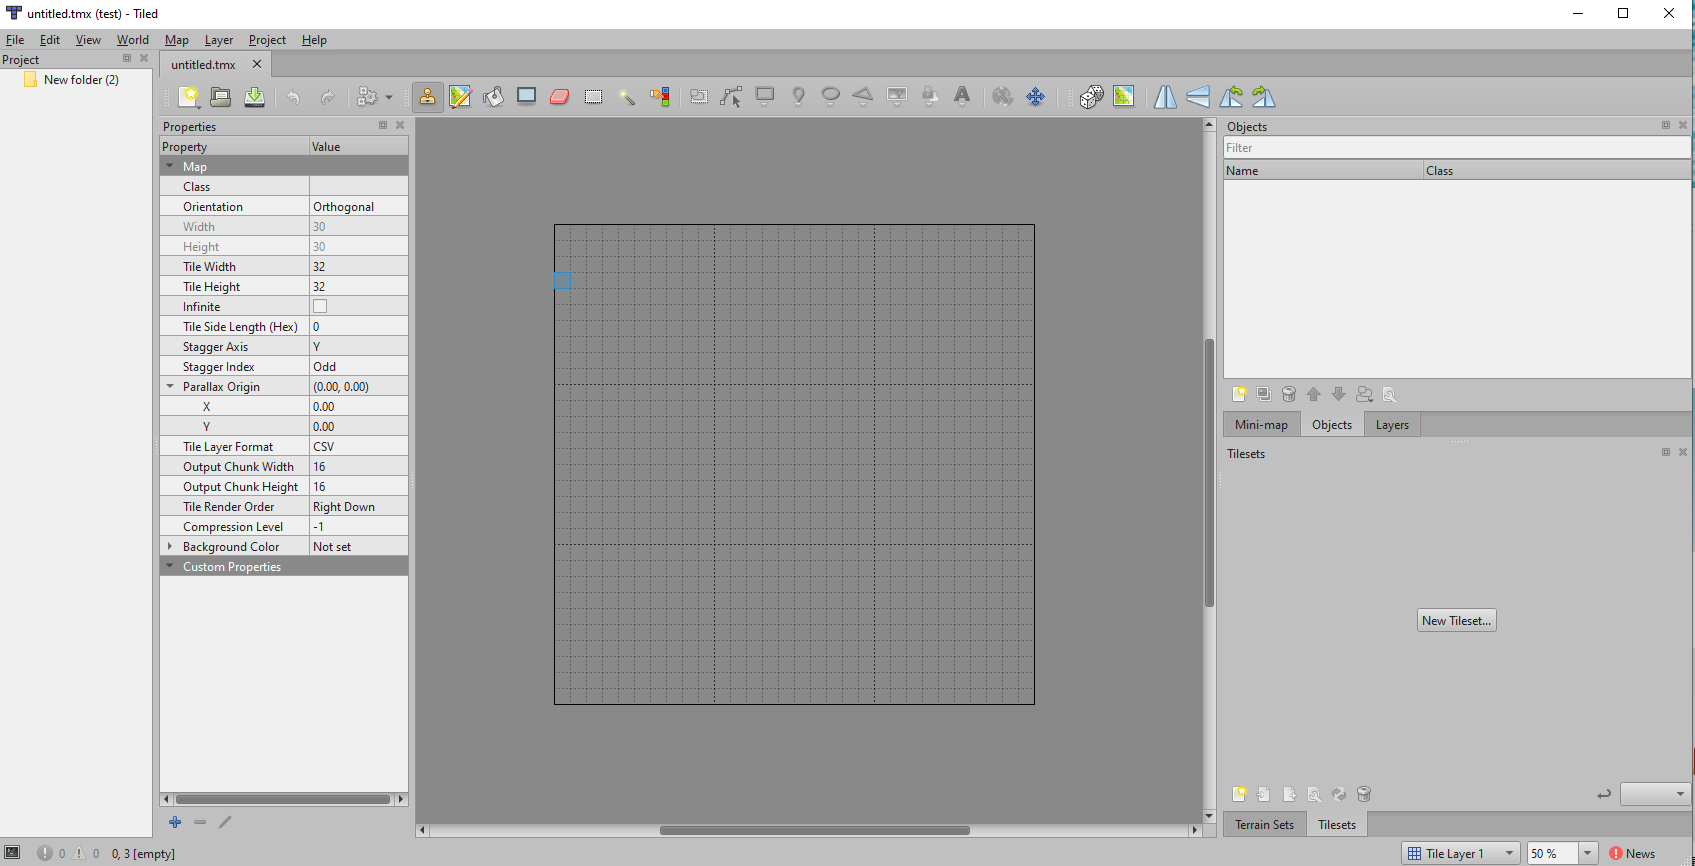 untitled.tmx (test) - Tiled
File Edit View World Map Layer Project Help
Project
New folder (2)
untitled.tmx
Properties
Property Value
Map
Class
Orientation Orthogonal
Width 30
Height 30
Tile Width 32
Tile Height 32
Infinite
Tile Side Length (Hex) 0
Stagger Axis Y
Stagger Index Odd
Parallax Origin (0.00, 0.00)
X 0.00
Y 0.00
Tile Layer Format CSV
Output Chunk Width 16
Output Chunk Height 16
Tile Render Order Right Down
Compression Level -1
Background Color Not set
Custom Properties
Objects
Filter
Name Class
Mini-map Objects Layers
Tilesets
New Tileset...
Terrain Sets Tilesets
0 0 0, 3 [empty]
Tile Layer 1 50 % News